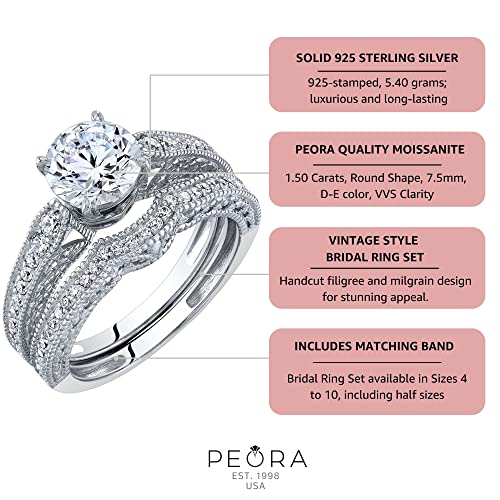 SOLID 925 STERLING SILVER
925-stamped, 5.40 grams;
luxurious and long-lasting
PEORA QUALITY MOISSANITE
1.50 Carats, Round Shape, 7.5mm,
D-E color, VVS Clarity
VINTAGE STYLE
BRIDAL RING SET
Handcut filigree and milgrain design
for stunning appeal.
INCLUDES MATCHING BAND
Bridal Ring Set available in Sizes 4
to 10, including half sizes
PEORA
EST. 1998
USA